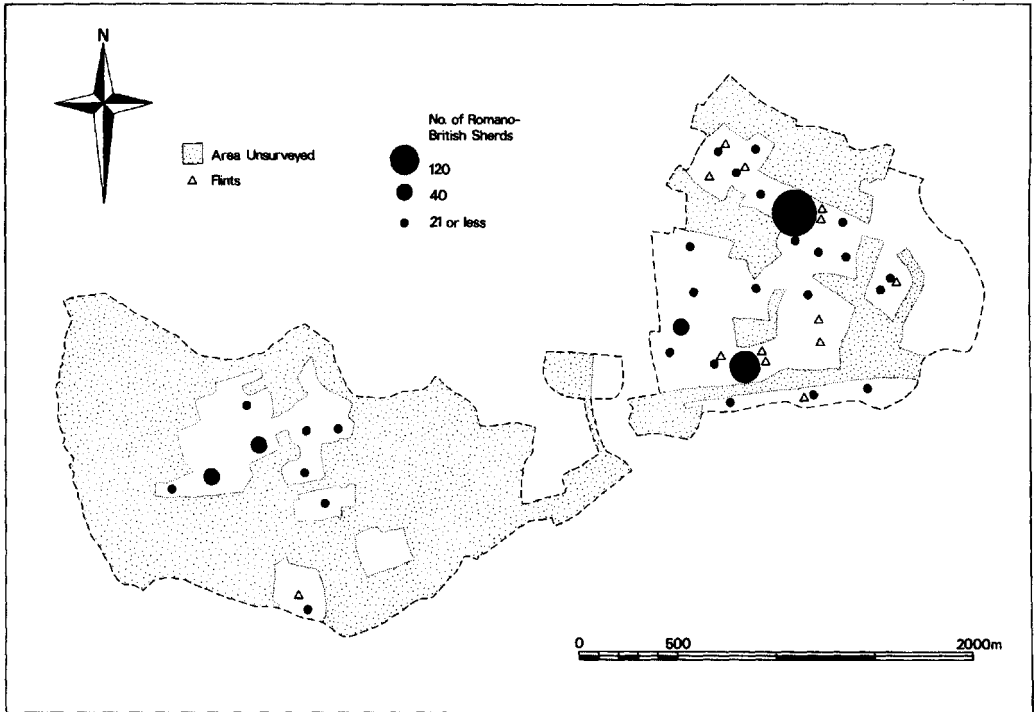 N
Area Unsurveyed
Flints
No. of Romano-
British Sherds
120
40
21 or less
0 500 2000m